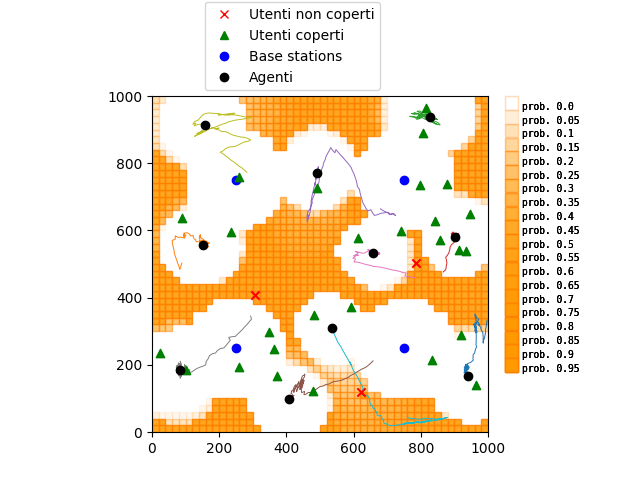 Utenti non coperti
Utenti coperti
Base stations
Agenti
1000
800
600
400
200
0
0 200 400 600 800 1000
prob. 0.0
prob. 0.05
prob. 0.1
prob. 0.15
prob. 0.2
prob. 0.25
prob. 0.3
prob. 0.35
prob. 0.4
prob. 0.45
prob. 0.5
prob. 0.55
prob. 0.6
prob. 0.65
prob. 0.7
prob. 0.75
prob. 0.8
prob. 0.85
prob. 0.9
prob. 0.95